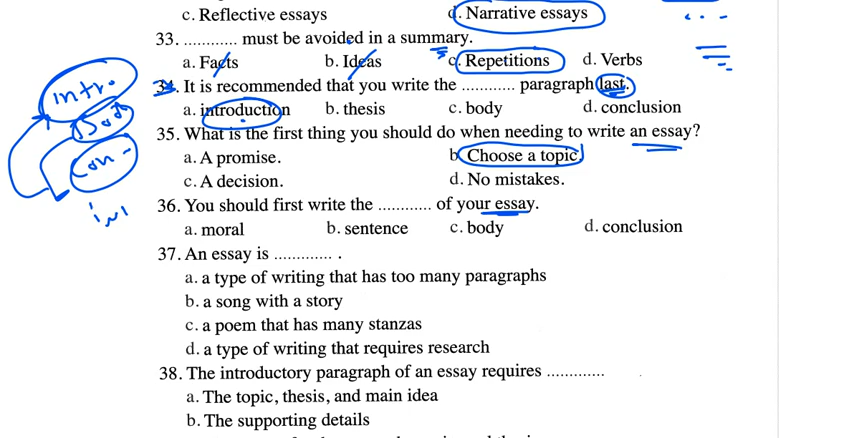 c. Reflective essays d. Narrative essays
33. ............ must be avoided in a summary.
a. Facts b. Ideas c. Repetitions d. Verbs
34. It is recommended that you write the ............ paragraph last.
a. introduction b. thesis c. body d. conclusion
35. What is the first thing you should do when needing to write an essay?
a. A promise. b. Choose a topic.
c. A decision. d. No mistakes.
36. You should first write the ............ of your essay.
a. moral b. sentence c. body d. conclusion
37. An essay is ............. .
a. a type of writing that has too many paragraphs
b. a song with a story
c. a poem that has many stanzas
d. a type of writing that requires research
38. The introductory paragraph of an essay requires .............
a. The topic, thesis, and main idea
b. The supporting details
intro.
Con -